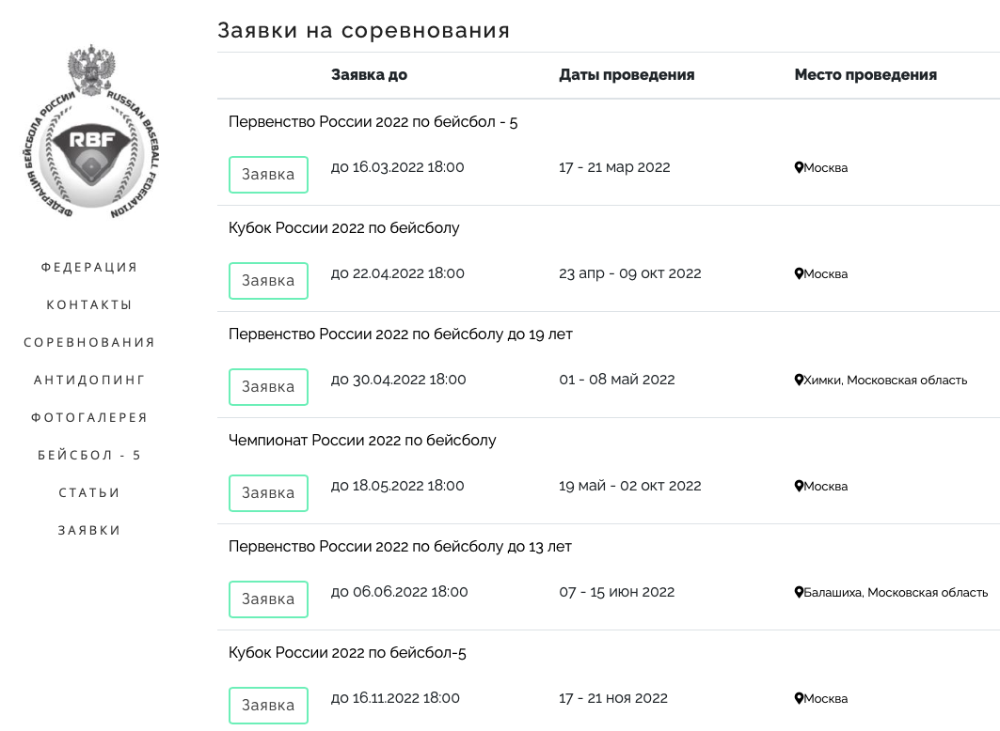 Заявки на соревнования
Заявка до Даты проведения Место проведения
ФЕДЕРАЦИЯ БЕЙСБОЛА РОССИИ
RUSSIAN BASEBALL FEDERATION
RBF
ФЕДЕРАЦИЯ
КОНТАКТЫ
СОРЕВНОВАНИЯ
АНТИДОПИНГ
ФОТОГАЛЕРЕЯ
БЕЙСБОЛ - 5
СТАТЬИ
ЗАЯВКИ
Первенство России 2022 по бейсбол - 5
Заявка до 16.03.2022 18:00 17 - 21 мар 2022 Москва
Кубок России 2022 по бейсболу
Заявка до 22.04.2022 18:00 23 апр - 09 окт 2022 Москва
Первенство России 2022 по бейсболу до 19 лет
Заявка до 30.04.2022 18:00 01 - 08 май 2022 Химки, Московская область
Чемпионат России 2022 по бейсболу
Заявка до 18.05.2022 18:00 19 май - 02 окт 2022 Москва
Первенство России 2022 по бейсболу до 13 лет
Заявка до 06.06.2022 18:00 07 - 15 июн 2022 Балашиха, Московская область
Кубок России 2022 по бейсбол-5
Заявка до 16.11.2022 18:00 17 - 21 ноя 2022 Москва